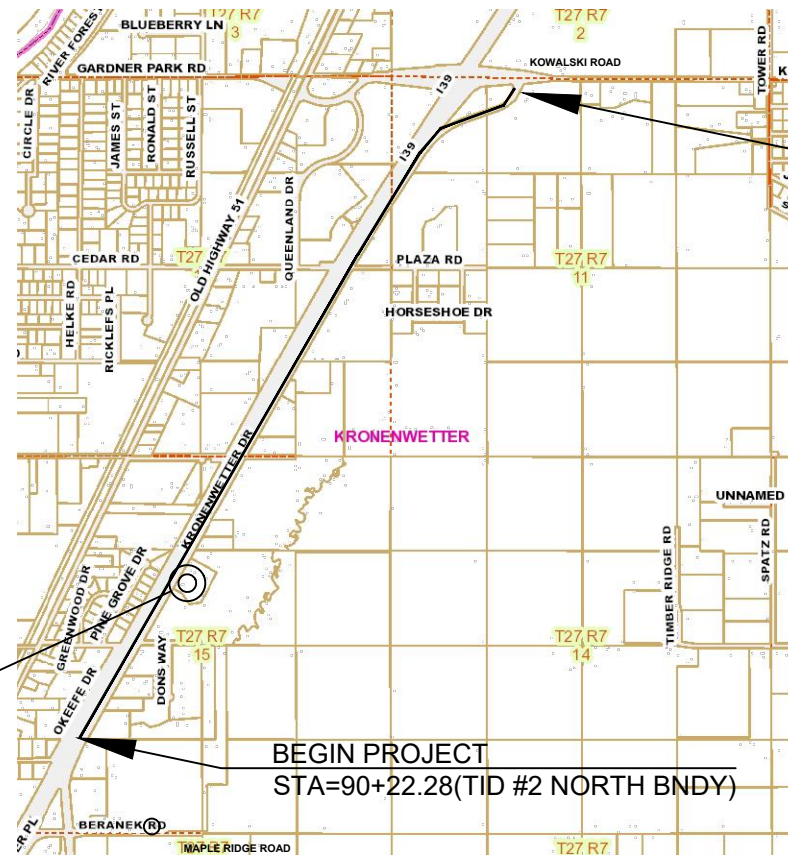 T27 R7
3
T27 R7
2
BLUEBERRY LN
RIVER FOREST
KOWALSKI ROAD
GARDNER PARK RD
K
TOWER RD
I39
CIRCLE DR
JAMES ST
RONALD ST
RUSSELL ST
I39
QUEENLAND DR
OLD HIGHWAY 51
CEDAR RD
T27
PLAZA RD
T27 R7
11
HELKE RD
RICKLEFS PL
HORSESHOE DR
KRONENWETTER
KRONENWETTER DR
UNNAMED
SPATZ RD
TIMBER RIDGE RD
GREENWOOD DR
PINE GROVE DR
T27 R7
15
T27 R7
14
DONS WAY
OKEEFE DR
BEGIN PROJECT
STA=90+22.28(TID #2 NORTH BNDY)
BERANEK RD
R
ER PL
MAPLE RIDGE ROAD
T27 R7